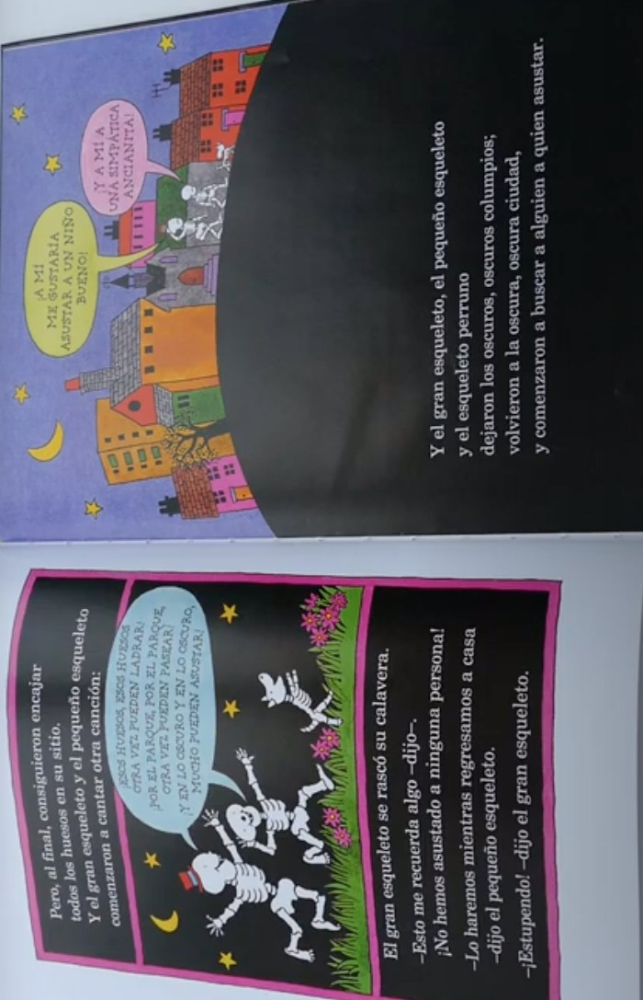 Pero, al final, consiguieron encajar
todos los huesos en su sitio.
Y el gran esqueleto y el pequeño esqueleto
comenzaron a cantar otra canción:
¡ESOS HUESOS, ESOS HUESOS
OTRA VEZ PUEDEN LADRAR!
¡POR EL PARQUE, POR EL PARQUE,
OTRA VEZ PUEDEN PASEAR!
¡Y EN LO OSCURO Y EN LO OSCURO,
MUCHO PUEDEN ASUSTAR!
El gran esqueleto se rascó su calavera.
–Esto me recuerda algo –dijo–.
¡No hemos asustado a ninguna persona!
–Lo haremos mientras regresamos a casa
–dijo el pequeño esqueleto.
–¡Estupendo! –dijo el gran esqueleto.
¡A MÍ
ME GUSTARÍA
ASUSTAR A UN NIÑO
BUENO!
¡Y A MÍ A
UNA SIMPÁTICA
ANCIANITA!
Y el gran esqueleto, el pequeño esqueleto
y el esqueleto perruno
dejaron los oscuros, oscuros columpios;
volvieron a la oscura, oscura ciudad,
y comenzaron a buscar a alguien a quien asustar.